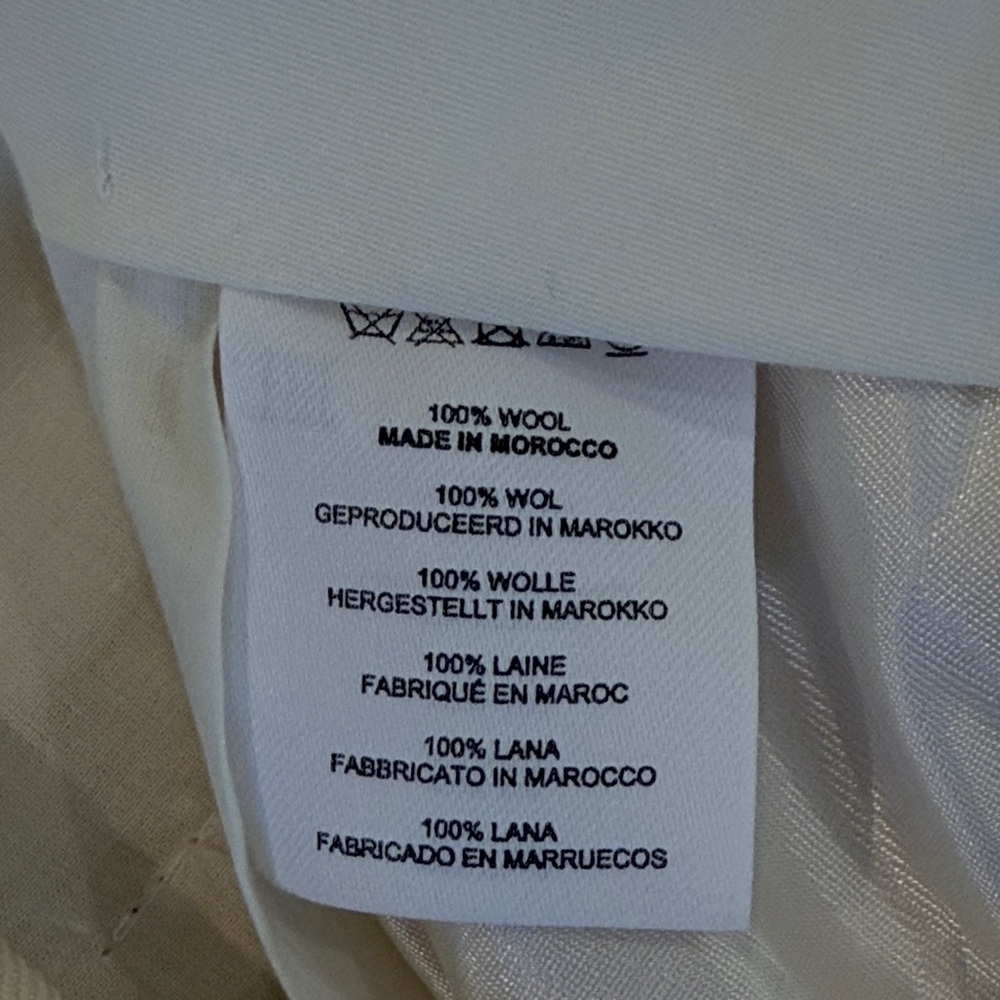 100% WOOL
MADE IN MOROCCO
100% WOL
GEPRODUCEERD IN MAROKKO
100% WOLLE
HERGESTELLT IN MAROKKO
100% LAINE
FABRIQUÉ EN MAROC
100% LANA
FABBRICATO IN MAROCCO
100% LANA
FABRICADO EN MARRUECOS